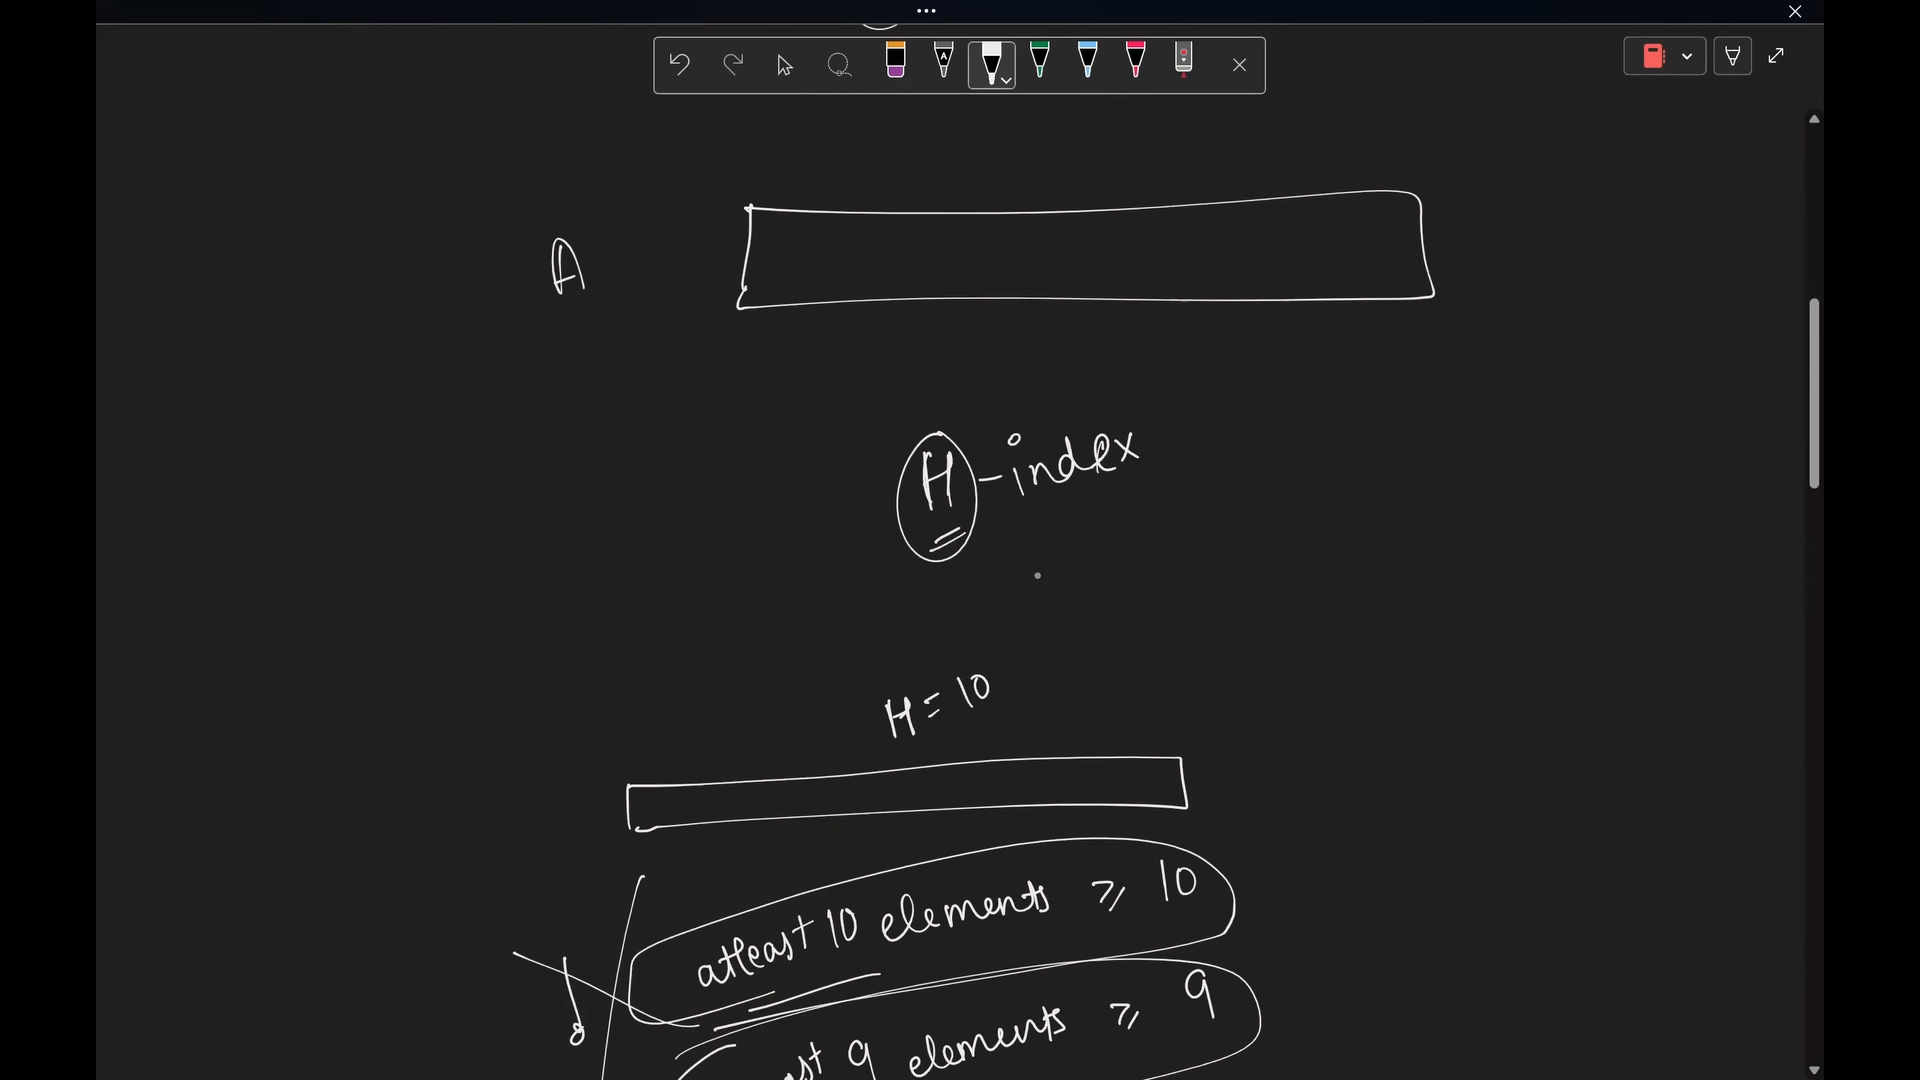 A
H-index
H = 10
atleast 10 elements ≥ 10
9 elements ≥ 9